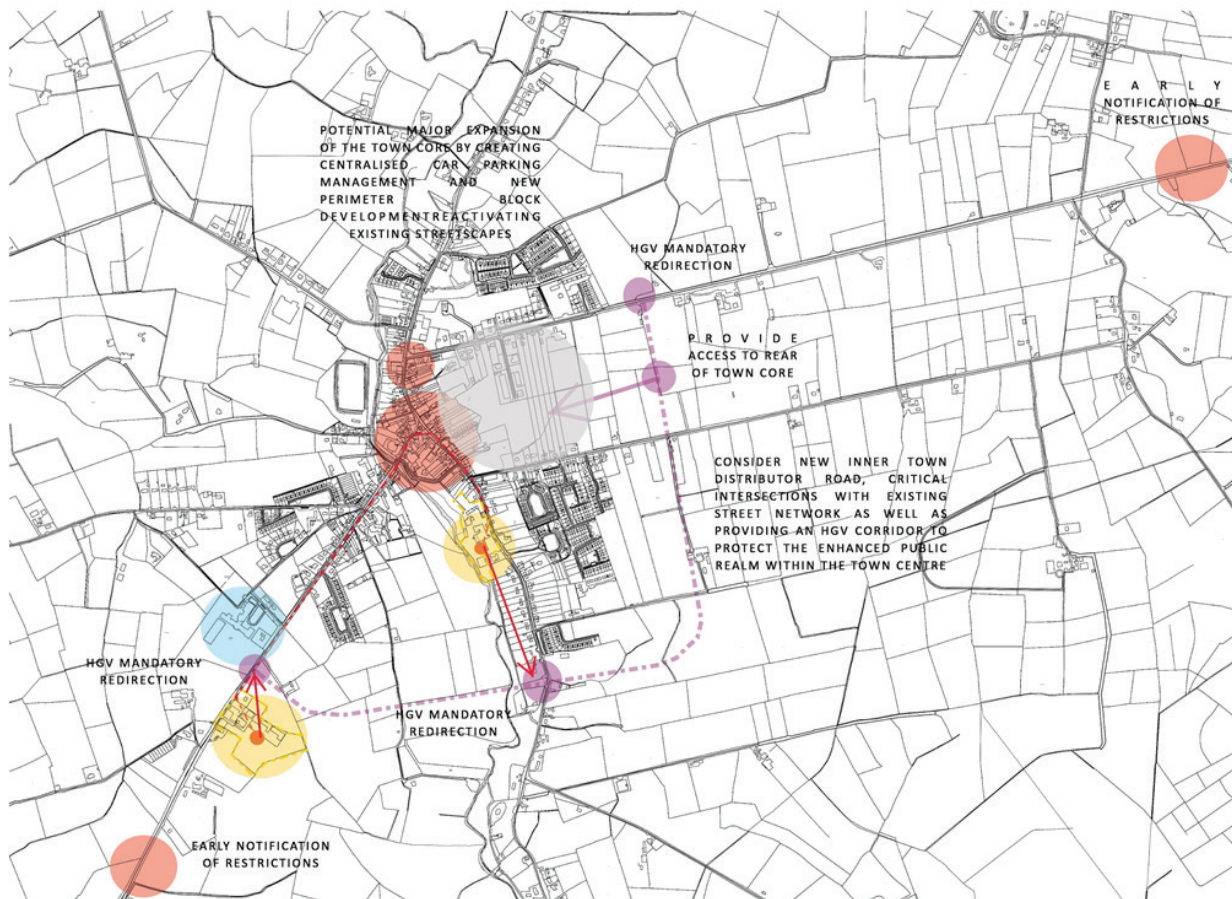 EARLY
NOTIFICATION OF
RESTRICTIONS
POTENTIAL MAJOR EXPANSION
OF THE TOWN CORE BY CREATING
CENTRALISED CAR PARKING
MANAGEMENT AND NEW
PERIMETER BLOCK
DEVELOPMENTREACTIVATING
EXISTING STREETSCAPES
HGV MANDATORY
REDIRECTION
PROVIDE
ACCESS TO REAR
OF TOWN CORE
CONSIDER NEW INNER TOWN
DISTRIBUTOR ROAD, CRITICAL
INTERSECTIONS WITH EXISTING
STREET NETWORK AS WELL AS
PROVIDING AN HGV CORRIDOR TO
PROTECT THE ENHANCED PUBLIC
REALM WITHIN THE TOWN CENTRE
HGV MANDATORY
REDIRECTION
HGV MANDATORY
REDIRECTION
EARLY NOTIFICATION
OF RESTRICTIONS